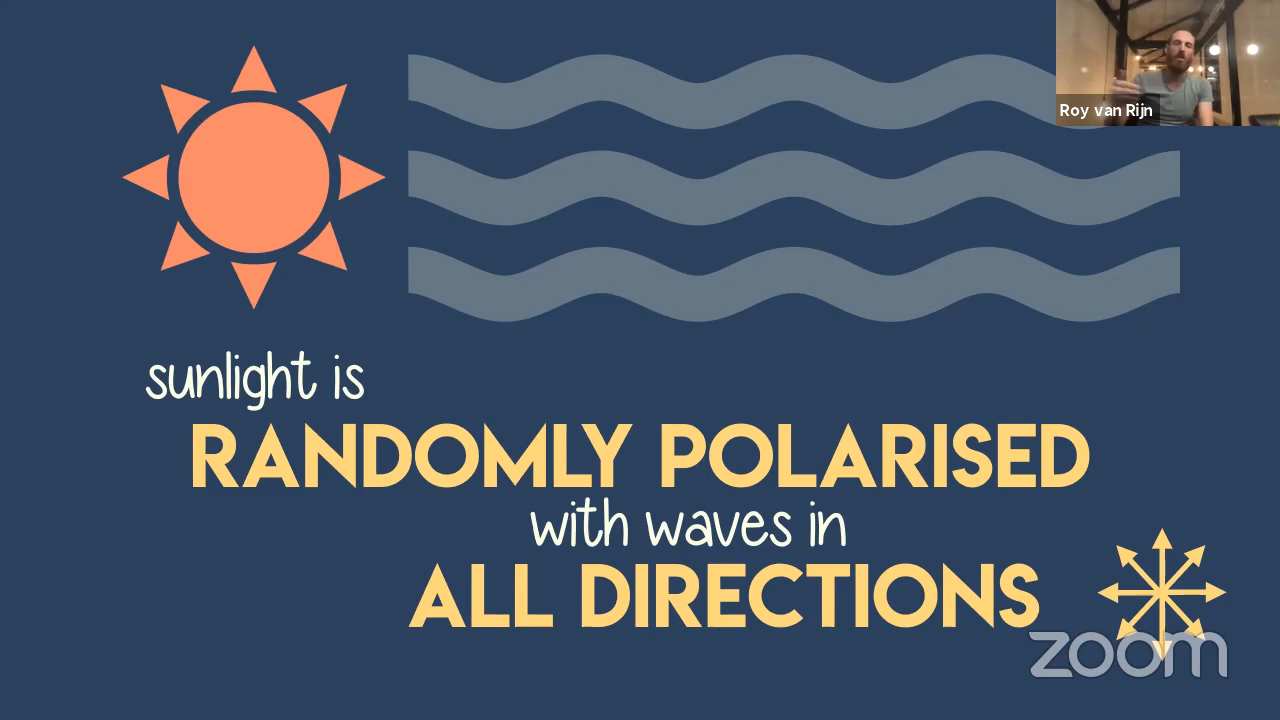 Roy van Rijn
sunlight is
RANDOMLY POLARISED
with waves in
ALL DIRECTIONS
zoom